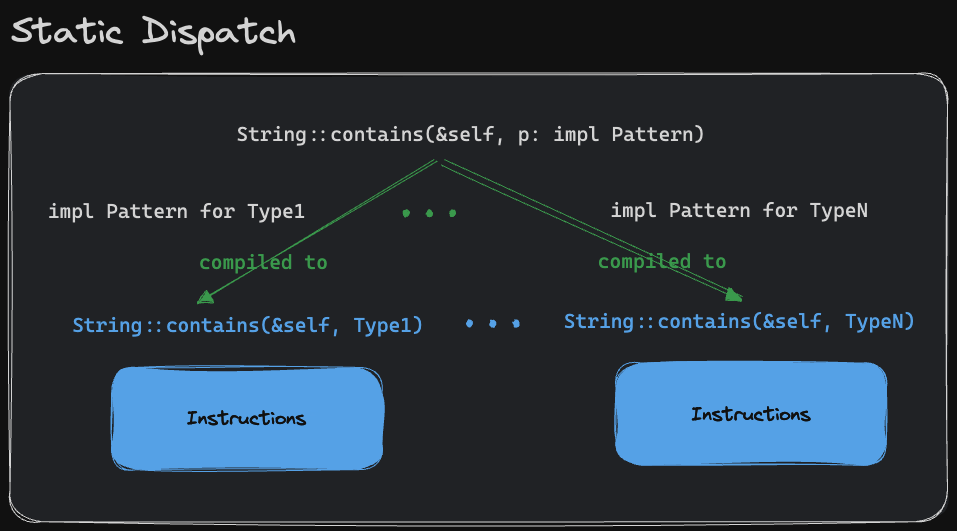 Static Dispatch
String::contains(&self, p: impl Pattern)
impl Pattern for Type1
impl Pattern for TypeN
compiled to
compiled to
String::contains(&self, Type1)
String::contains(&self, TypeN)
Instructions
Instructions